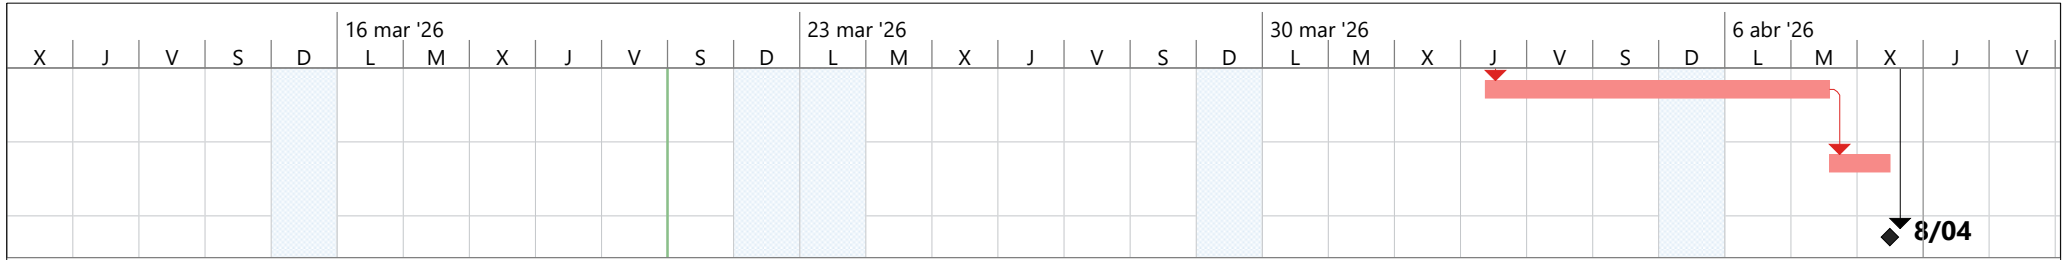 16 mar '26 23 mar '26 30 mar '26 6 abr '26
X J V S D L M X J V S D L M X J V S D L M X J V S D L M X J V
8/04